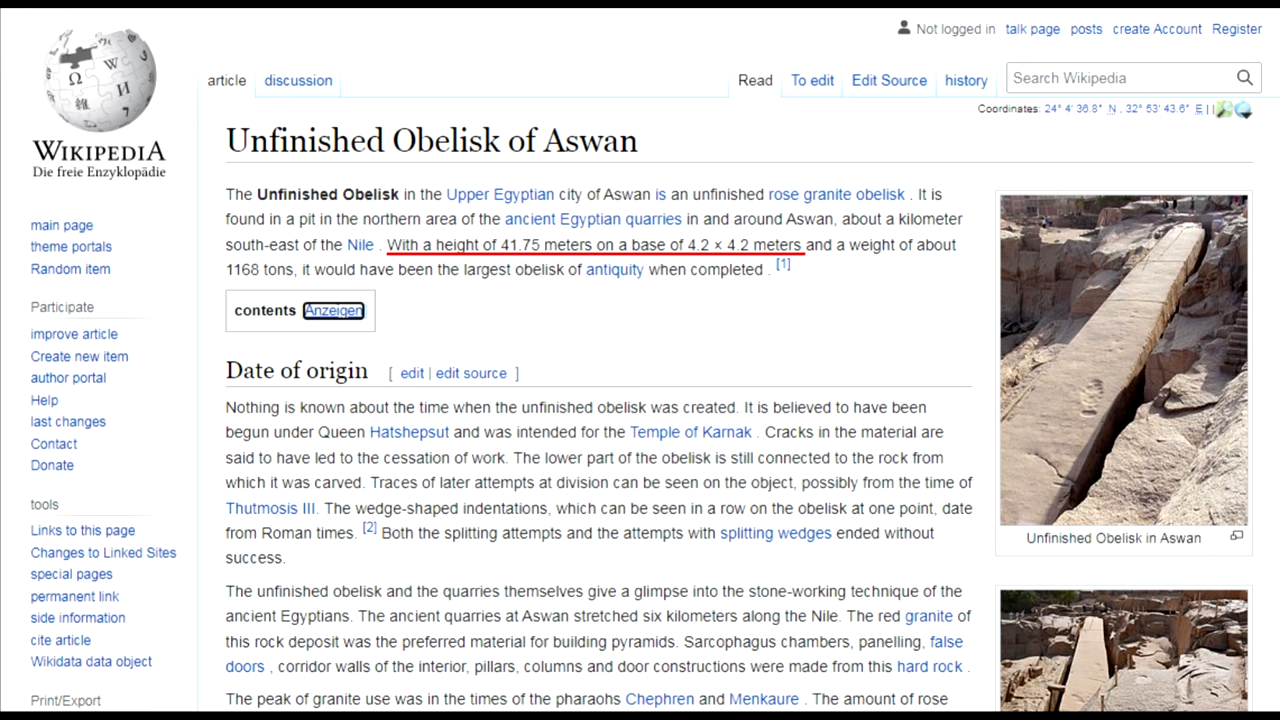 Not logged in talk page posts create Account Register
article discussion Read To edit Edit Source history Search Wikipedia
Coordinates: 24° 4' 36.8" N , 32° 53' 43.6" E | |
WIKIPEDIA
Die freie Enzyklopädie
main page
theme portals
Random item
Participate
improve article
Create new item
author portal
Help
last changes
Contact
Donate
tools
Links to this page
Changes to Linked Sites
special pages
permanent link
side information
cite article
Wikidata data object
Print/Export
Unfinished Obelisk of Aswan
The Unfinished Obelisk in the Upper Egyptian city of Aswan is an unfinished rose granite obelisk . It is
found in a pit in the northern area of the ancient Egyptian quarries in and around Aswan, about a kilometer
south-east of the Nile . With a height of 41.75 meters on a base of 4.2 × 4.2 meters and a weight of about
1168 tons, it would have been the largest obelisk of antiquity when completed . [1]
contents Anzeigen
Date of origin [ edit | edit source ]
Nothing is known about the time when the unfinished obelisk was created. It is believed to have been
begun under Queen Hatshepsut and was intended for the Temple of Karnak . Cracks in the material are
said to have led to the cessation of work. The lower part of the obelisk is still connected to the rock from
which it was carved. Traces of later attempts at division can be seen on the object, possibly from the time of
Thutmosis III. The wedge-shaped indentations, which can be seen in a row on the obelisk at one point, date
from Roman times. [2] Both the splitting attempts and the attempts with splitting wedges ended without
success.
The unfinished obelisk and the quarries themselves give a glimpse into the stone-working technique of the
ancient Egyptians. The ancient quarries at Aswan stretched six kilometers along the Nile. The red granite of
this rock deposit was the preferred material for building pyramids. Sarcophagus chambers, panelling, false
doors , corridor walls of the interior, pillars, columns and door constructions were made from this hard rock .
The peak of granite use was in the times of the pharaohs Chephren and Menkaure . The amount of rose
Unfinished Obelisk in Aswan